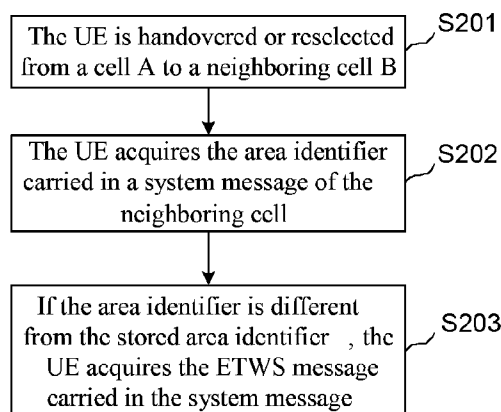 S201
The UE is handovered or reselected
from a cell A to a neighboring cell B
S202
The UE acquires the area identifier
carried in a system message of the
neighboring cell
S203
If the area identifier is different
from the stored area identifier , the
UE acquires the ETWS message
carried in the system message